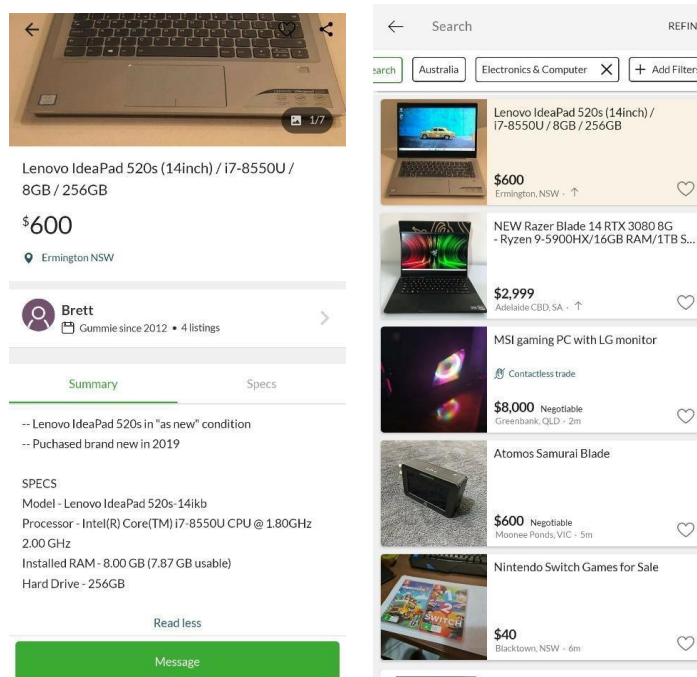 1/7
Lenovo IdeaPad 520s (14inch) / i7-8550U /
8GB / 256GB
$600
Ermington NSW
Brett
Gummie since 2012 • 4 listings
Summary
Specs
-- Lenovo IdeaPad 520s in "as new" condition
-- Puchased brand new in 2019
SPECS
Model - Lenovo IdeaPad 520s-14ikb
Processor - Intel(R) Core(TM) i7-8550U CPU @ 1.80GHz
2.00 GHz
Installed RAM - 8.00 GB (7.87 GB usable)
Hard Drive - 256GB
Read less
Message
Search
REFIN
earch
Australia
Electronics & Computer
+ Add Filter
Lenovo IdeaPad 520s (14inch) /
i7-8550U / 8GB / 256GB
$600
Ermington, NSW -
NEW Razer Blade 14 RTX 3080 8G
- Ryzen 9-5900HX/16GB RAM/1TB S...
$2,999
Adelaide CBD, SA -
MSI gaming PC with LG monitor
Contactless trade
$8,000 Negotiable
Greenbank, QLD - 2m
Atomos Samurai Blade
$600 Negotiable
Moonee Ponds, VIC - 5m
Nintendo Switch Games for Sale
SWITCH
$40
Blacktown, NSW - 6m